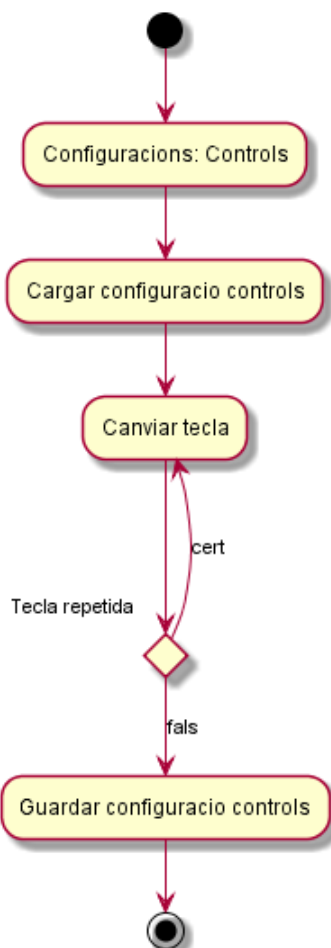 Configuracions: Controls
Cargar configuracio controls
Canviar tecla
cert
Tecla repetida
fals
Guardar configuracio controls